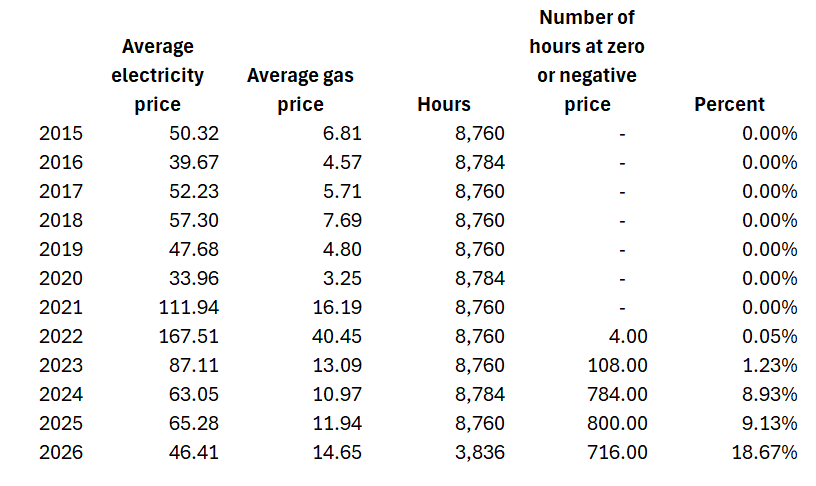 Number of
Average hours at zero
electricity Average gas or negative
price price Hours price Percent
2015 50.32 6.81 8,760 - 0.00%
2016 39.67 4.57 8,784 - 0.00%
2017 52.23 5.71 8,760 - 0.00%
2018 57.30 7.69 8,760 - 0.00%
2019 47.68 4.80 8,760 - 0.00%
2020 33.96 3.25 8,784 - 0.00%
2021 111.94 16.19 8,760 - 0.00%
2022 167.51 40.45 8,760 4.00 0.05%
2023 87.11 13.09 8,760 108.00 1.23%
2024 63.05 10.97 8,784 784.00 8.93%
2025 65.28 11.94 8,760 800.00 9.13%
2026 46.41 14.65 3,836 716.00 18.67%